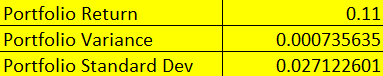 Portfolio Return 0.11
Portfolio Variance 0.000735635
Portfolio Standard Dev 0.027122601